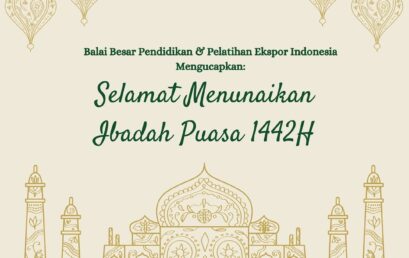 Balai Besar Pendidikan & Pelatihan Ekspor Indonesia
Mengucapkan:
Selamat Menunaikan
Ibadah Puasa 1442H